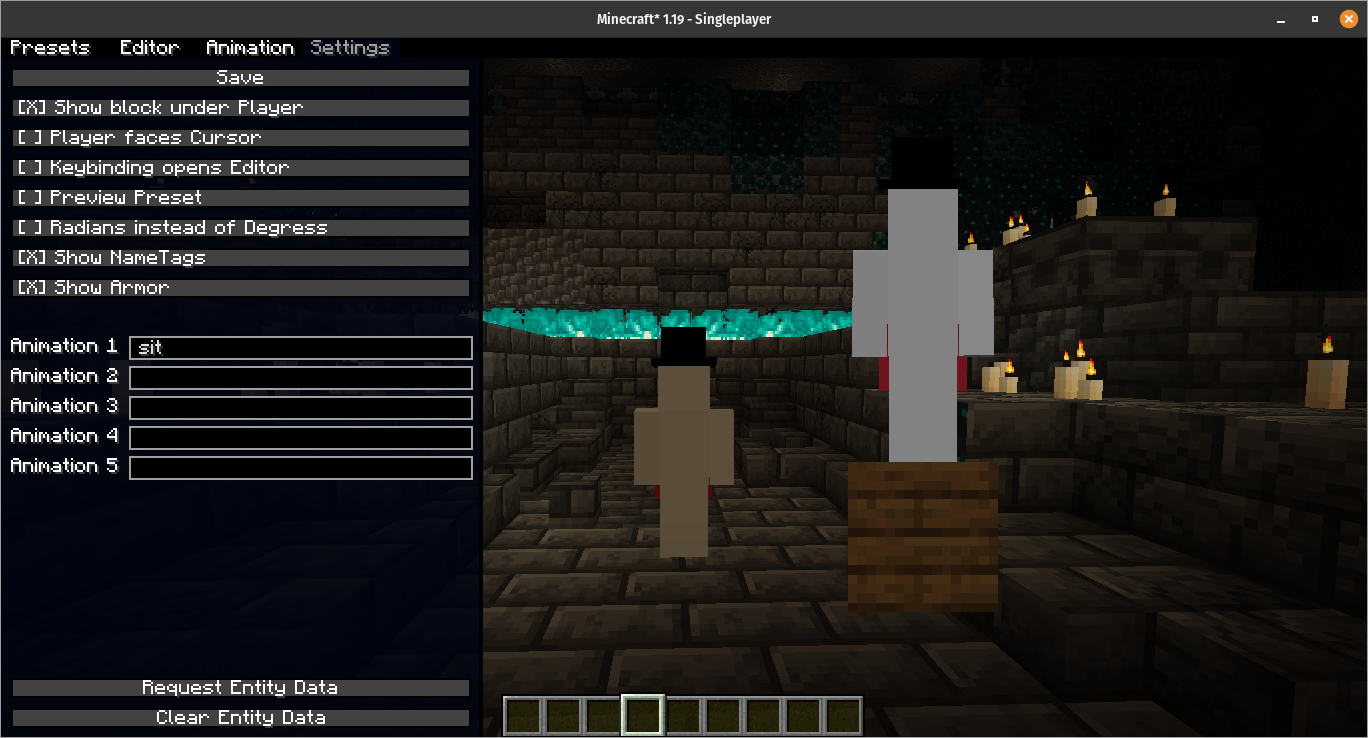 Minecraft* 1.19 - Singleplayer
Presets Editor Animation Settings
Save
[X] Show block under Player
[ ] Player faces Cursor
[ ] Keybinding opens Editor
[ ] Preview Preset
[ ] Radians instead of Degress
[X] Show NameTags
[X] Show Armor
Animation 1 sit
Animation 2
Animation 3
Animation 4
Animation 5
Request Entity Data
Clear Entity Data